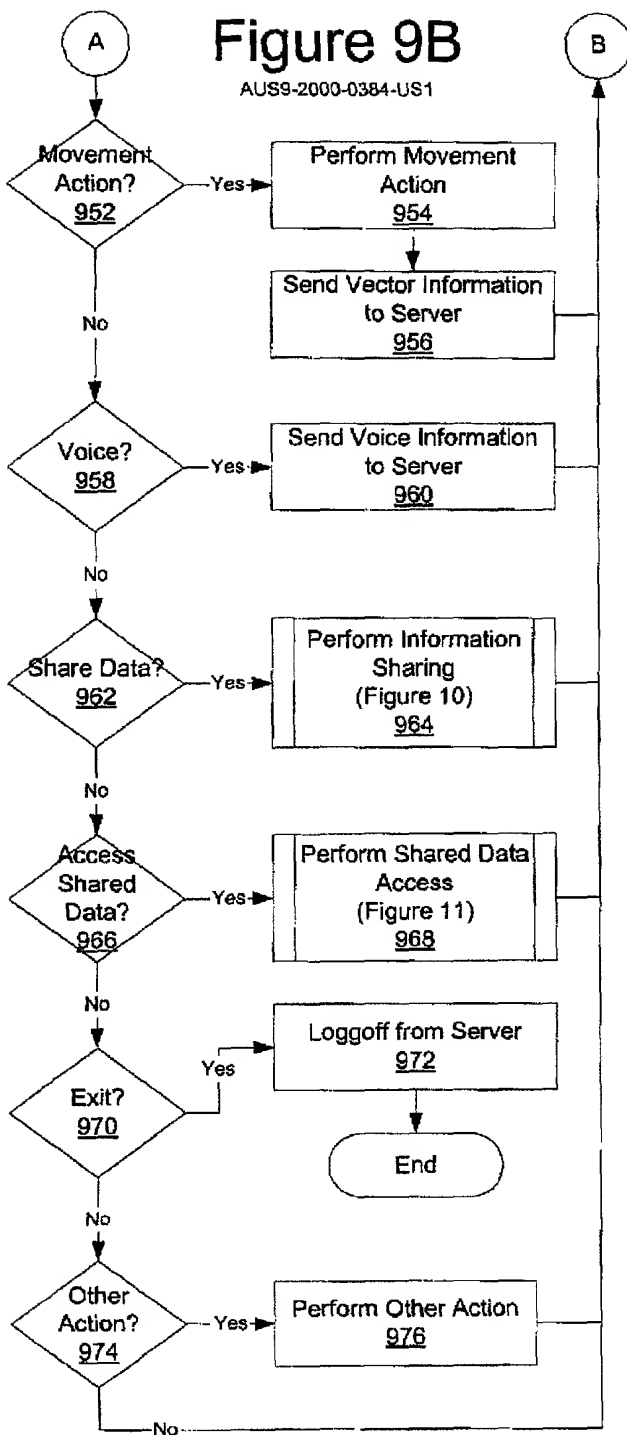 A
Figure 9B
B
AUS9-2000-0384-US1
Movement
Action?
952
Yes
Perform Movement
Action
954
Send Vector Information
to Server
956
No
Voice?
958
Yes
Send Voice Information
to Server
960
No
Share Data?
962
Yes
Perform Information
Sharing
(Figure 10)
964
No
Access
Shared
Data?
966
Yes
Perform Shared Data
Access
(Figure 11)
968
No
Exit?
970
Yes
Loggoff from Server
972
End
No
Other
Action?
974
Yes
Perform Other Action
976
No